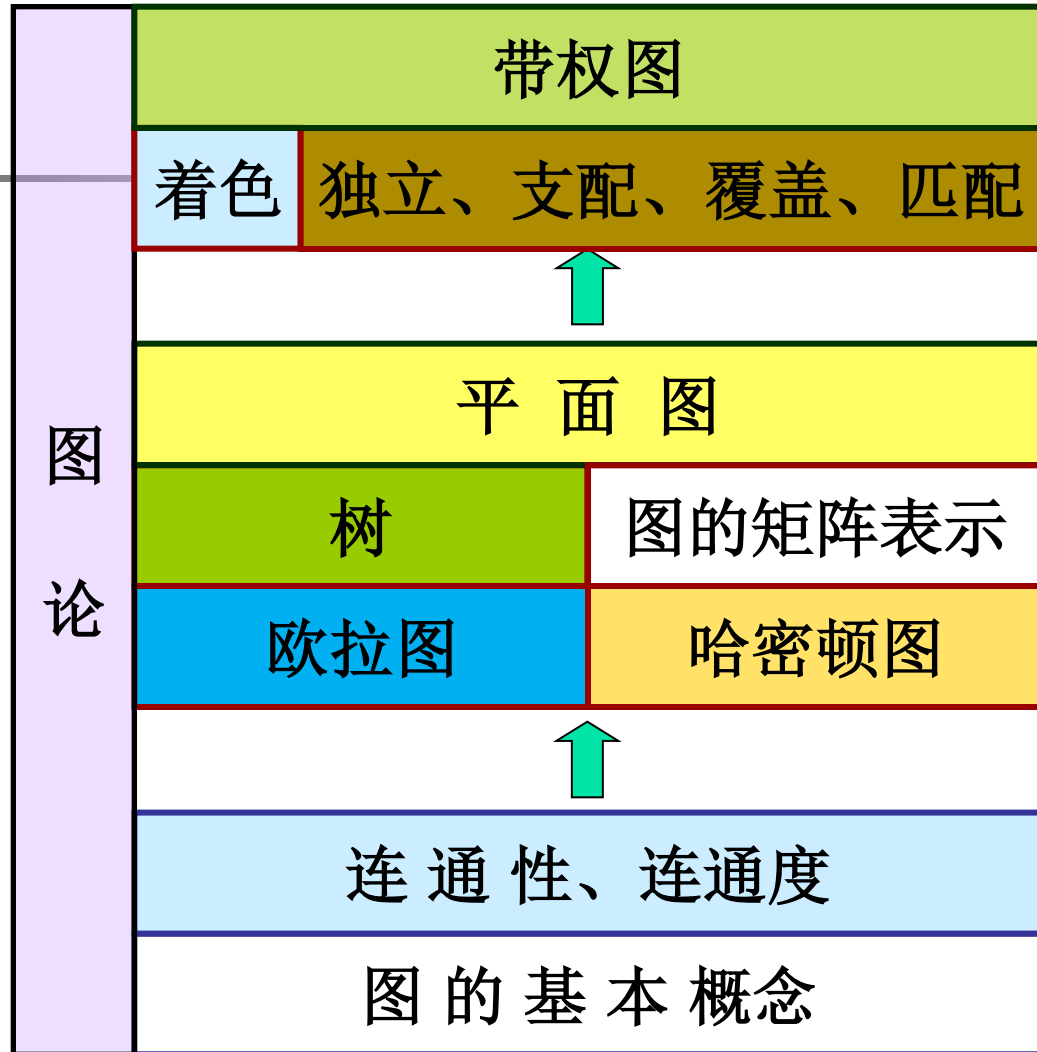 图论
带权图
着色 独立、支配、覆盖、匹配
平 面 图
树 图的矩阵表示
欧拉图 哈密顿图
连 通 性、连通度
图 的 基 本 概念